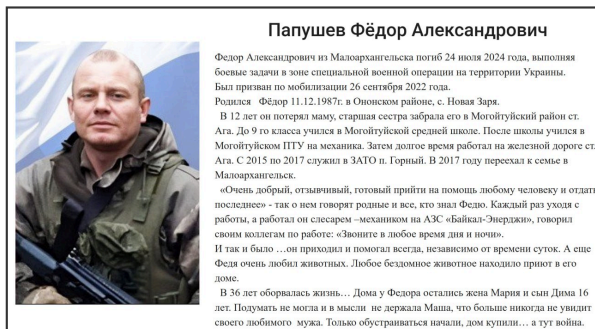 Папушев Фёдор Александрович
Федор Александрович из Малоархангельска погиб 24 июля 2024 года, выполняя
боевые задачи в зоне специальной военной операции на территории Украины.
Был призван по мобилизации 26 сентября 2022 года.
Родился Фёдор 11.12.1987г. в Ононском районе, с. Новая Заря.
В 12 лет он потерял маму, старшая сестра забрала его в Могойтуйский район ст.
Ага. До 9 го класса учился в Могойтуйской средней школе. После школы учился в
Могойтуйском ПТУ на механика. Затем долгое время работал на железной дороге ст.
Ага. С 2015 по 2017 служил в ЗАТО п. Горный. В 2017 году переехал к семье в
Малоархангельск.
«Очень добрый, отзывчивый, готовый прийти на помощь любому человеку и отдать
последнее» - так о нем говорят родные и все, кто знал Федю. Каждый раз уходя с
работы, а работал он слесарем –механиком на АЗС «Байкал-Энерджи», говорил
своим коллегам по работе: «Звоните в любое время дня и ночи».
И так и было …он приходил и помогал всегда, независимо от времени суток. А еще
Федя очень любил животных. Любое бездомное животное находило приют в его
доме.
В 36 лет оборвалась жизнь… Дома у Федора остались жена Мария и сын Дима 16
лет. Подумать не могла и в мысли не держала Маша, что больше никогда не увидит
своего любимого мужа. Только обустраиваться начали, дом купили… а тут война.